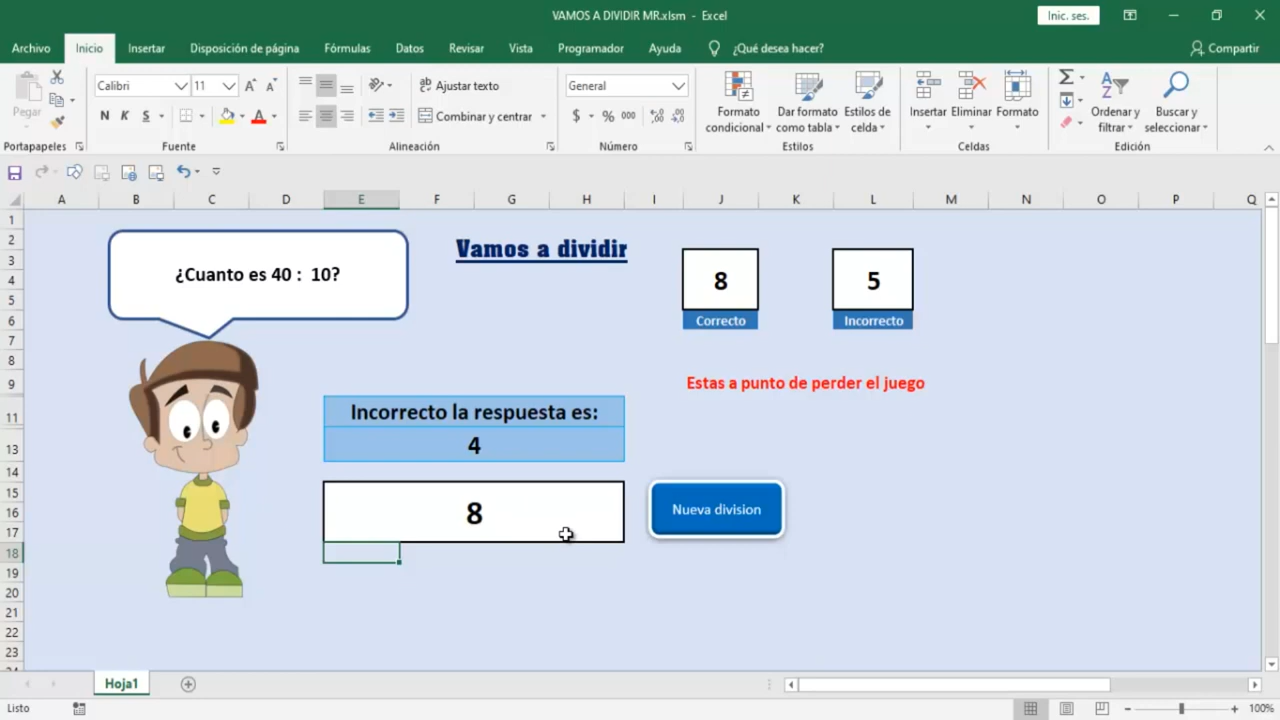 VAMOS A DIVIDIR MR.xlsm - Excel
Inic. ses.
Archivo Inicio Insertar Disposición de página Fórmulas Datos Revisar Vista Programador Ayuda ¿Qué desea hacer? Compartir
Pegar
Calibri 11
N K S
Ajustar texto
Combinar y centrar
General
$ % 000
Formato condicional
Dar formato como tabla
Estilos de celda
Insertar Eliminar Formato
Ordenar y filtrar
Buscar y seleccionar
Portapapeles Fuente Alineación Número Estilos Celdas Edición
A B C D E F G H I J K L M N O P Q
1
2
3
4
5
6
7
8
9
11
13
14
15
16
17
18
19
20
21
22
23
¿Cuanto es 40 : 10?
Vamos a dividir
8
Correcto
5
Incorrecto
Estas a punto de perder el juego
Incorrecto la respuesta es:
4
8
Nueva division
Hoja1
Listo
100%